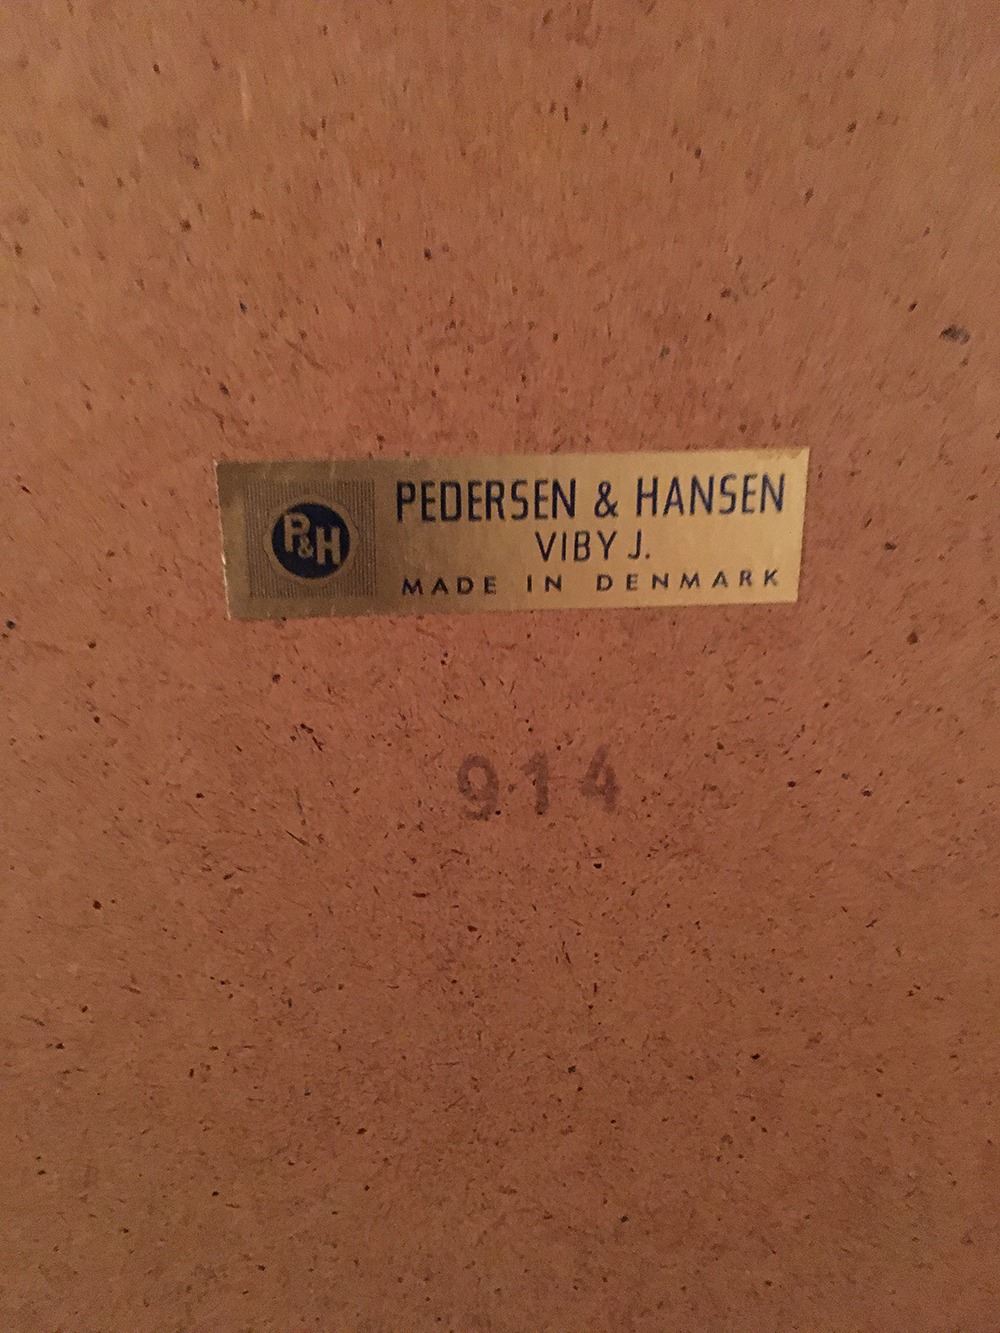 P&H
PEDERSEN & HANSEN
VIBY J.
MADE IN DENMARK
914